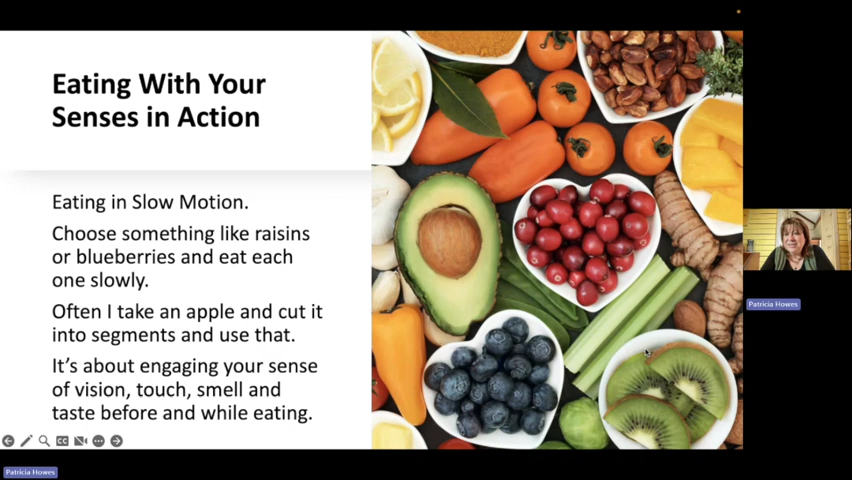 Eating With Your
Senses in Action
Eating in Slow Motion.
Choose something like raisins
or blueberries and eat each
one slowly.
Often I take an apple and cut it
into segments and use that.
It’s about engaging your sense
of vision, touch, smell and
taste before and while eating.
CC
Patricia Howes
Patricia Howes